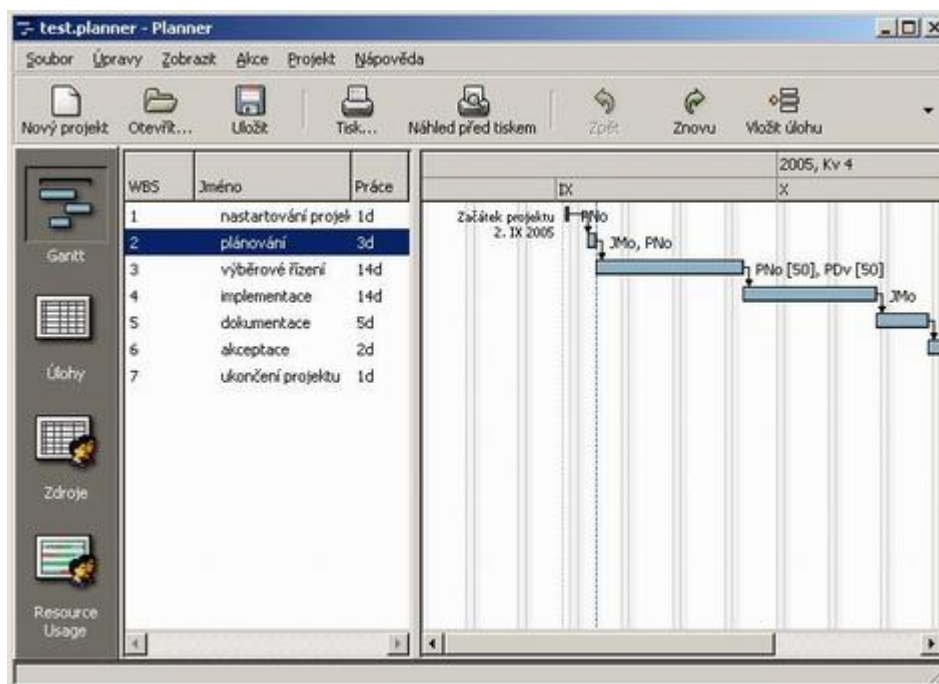 test.planner - Planner
Soubor Úpravy Zobrazit Akce Projekt Nápověda
Nový projekt Otevřít... Uložit Tisk... Náhled před tiskem Zpět Znovu Vložit úlohu
2005, Kv 4
WBS Jméno Práce IX X
1 nastartování projek 1d Začátek projektu PNo
2. IX 2005
2 plánování 3d JMo, PNo
3 výběrové řízení 14d PNo [50], PDv [50]
4 implementace 14d JMo
5 dokumentace 5d
6 akceptace 2d
7 ukončení projektu 1d
Gantt
Úlohy
Zdroje
Resource
Usage